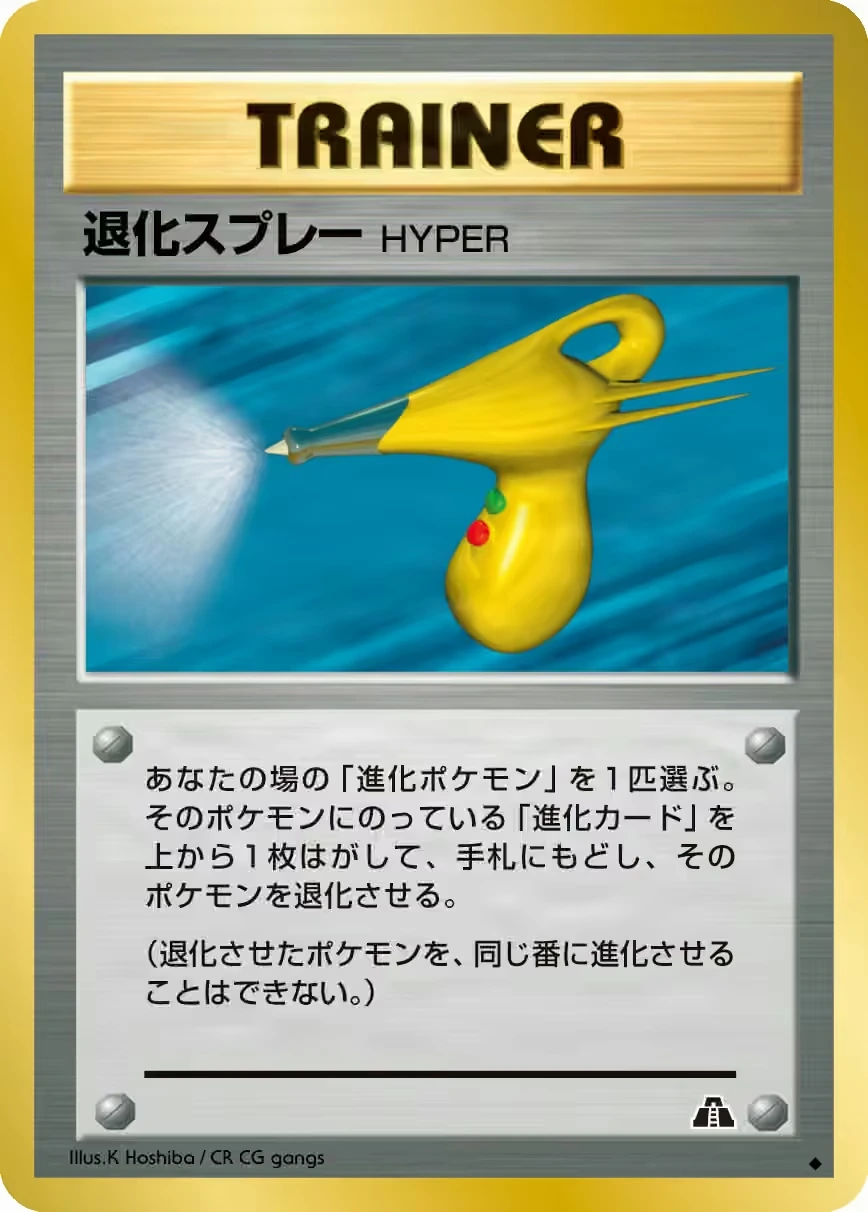 TRAINER
退化スプレー HYPER
あなたの場の「進化ポケモン」を1匹選ぶ。
そのポケモンにのっている「進化カード」を
上から1枚はがして、手札にもどし、その
ポケモンを退化させる。
(退化させたポケモンを、同じ番に進化させる
ことはできない。)
Illus.K Hoshiba / CR CG gangs